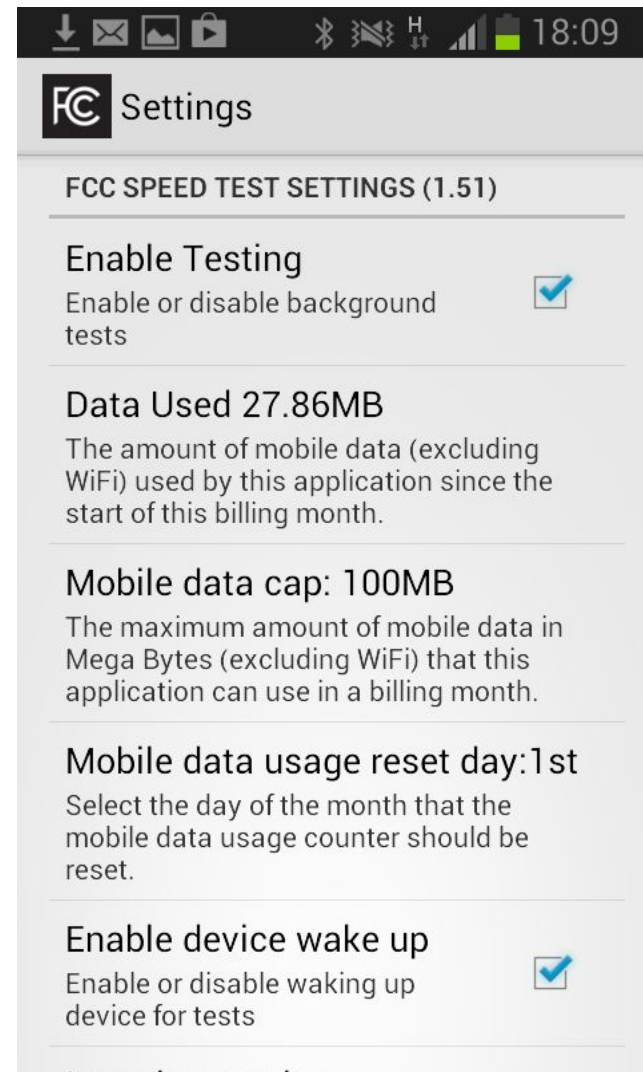 H 18:09
FC Settings
FCC SPEED TEST SETTINGS (1.51)
Enable Testing
Enable or disable background
tests
Data Used 27.86MB
The amount of mobile data (excluding
WiFi) used by this application since the
start of this billing month.
Mobile data cap: 100MB
The maximum amount of mobile data in
Mega Bytes (excluding WiFi) that this
application can use in a billing month.
Mobile data usage reset day:1st
Select the day of the month that the
mobile data usage counter should be
reset.
Enable device wake up
Enable or disable waking up
device for tests